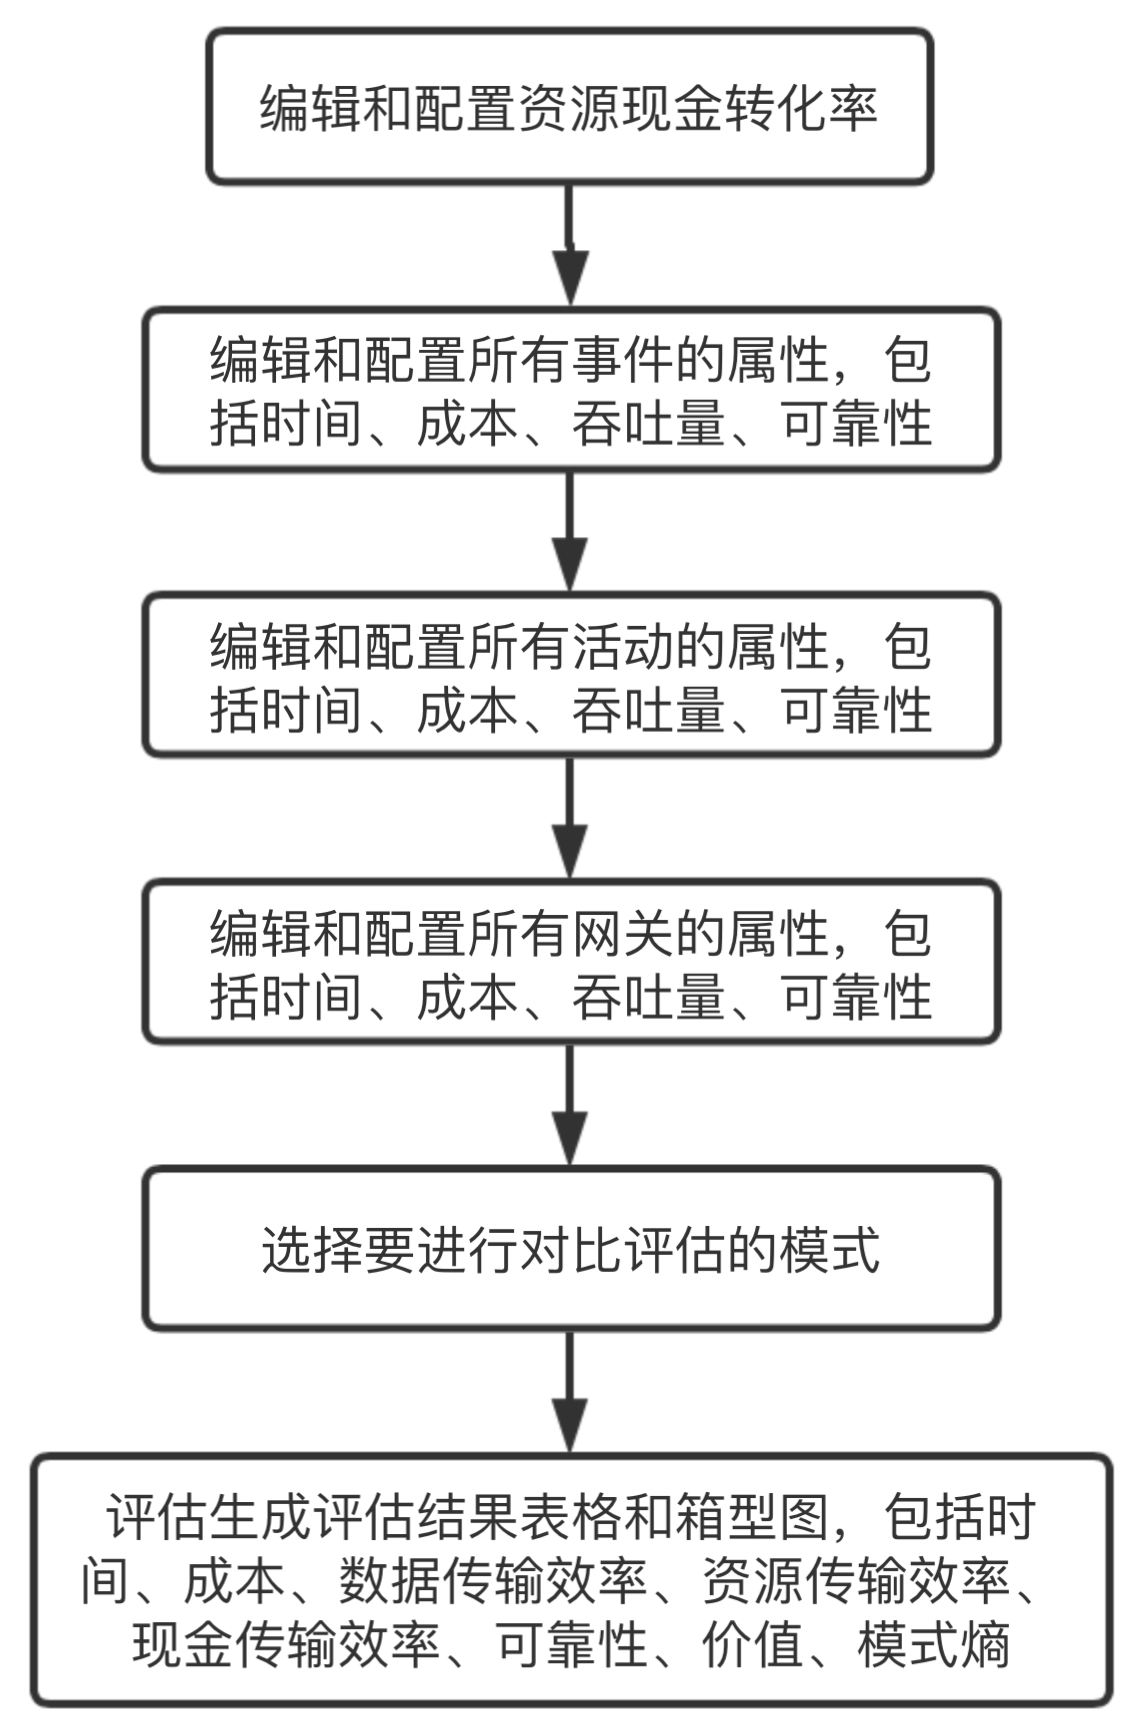 编辑和配置资源现金转化率
编辑和配置所有事件的属性，包
括时间、成本、吞吐量、可靠性
编辑和配置所有活动的属性，包
括时间、成本、吞吐量、可靠性
编辑和配置所有网关的属性，包
括时间、成本、吞吐量、可靠性
选择要进行对比评估的模式
评估生成评估结果表格和箱型图，包括时
间、成本、数据传输效率、资源传输效率、
现金传输效率、可靠性、价值、模式熵